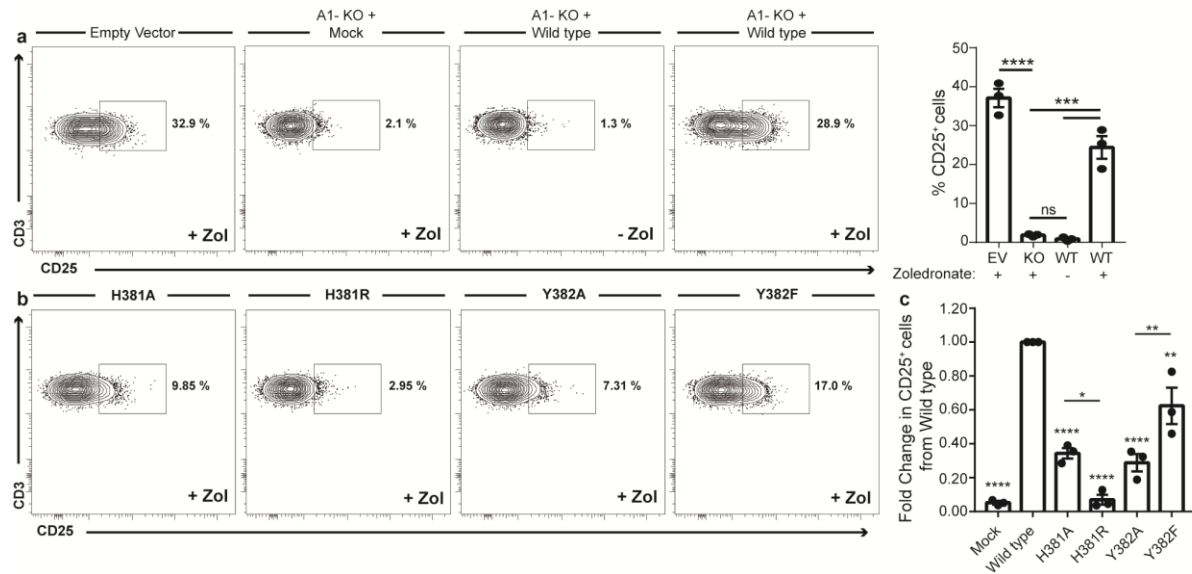 a
Empty Vector
A1- KO +
Mock
A1- KO +
Wild type
A1- KO +
Wild type
32.9 %
2.1 %
1.3 %
28.9 %
+ Zol
+ Zol
- Zol
+ Zol
CD3
CD25
% CD25+ cells
50
40
30
20
10
0
****
***
ns
EV KO WT WT
Zoledronate: + + - +
b
H381A
H381R
Y382A
Y382F
9.85 %
2.95 %
7.31 %
17.0 %
+ Zol
+ Zol
+ Zol
+ Zol
CD3
CD25
c
Fold Change in CD25+ cells
from Wild type
1.20
1.00
0.80
0.60
0.40
0.20
0.00
****
****
*
****
****
**
**
Mock
Wild type
H381A
H381R
Y382A
Y382F